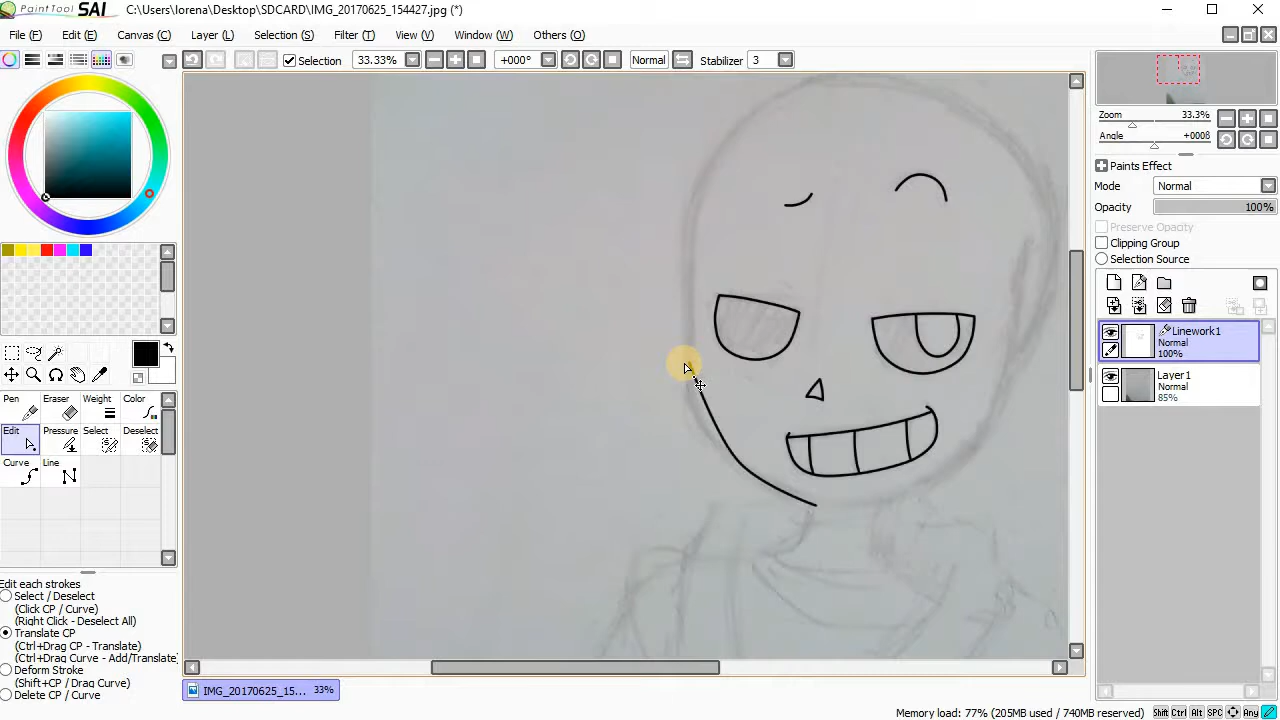 PaintTool SAI C:\Users\lorena\Desktop\SDCARD\IMG_20170625_154427.jpg (*)
File (F) Edit (E) Canvas (C) Layer (L) Selection (S) Filter (T) View (V) Window (W) Others (O)
Selection 33.33% +000° Normal Stabilizer 3
Zoom 33.3%
Angle +000ß
Paints Effect
Mode Normal
Opacity 100%
Preserve Opacity
Clipping Group
Selection Source
Linework1
Normal
100%
Layer1
Normal
85%
Pen Eraser Weight Color
Edit Pressure Select Deselect
Curve Line
Edit each strokes
Select / Deselect
(Click CP / Curve)
(Right Click - Deselect All)
Translate CP
(Ctrl+Drag CP - Translate)
(Ctrl+Drag Curve - Add/Translate)
Deform Stroke
(Shift+CP / Drag Curve)
Delete CP / Curve
IMG_20170625_15... 33%
Memory load: 77% (205MB used / 740MB reserved) Shift Ctrl Alt SPC Any